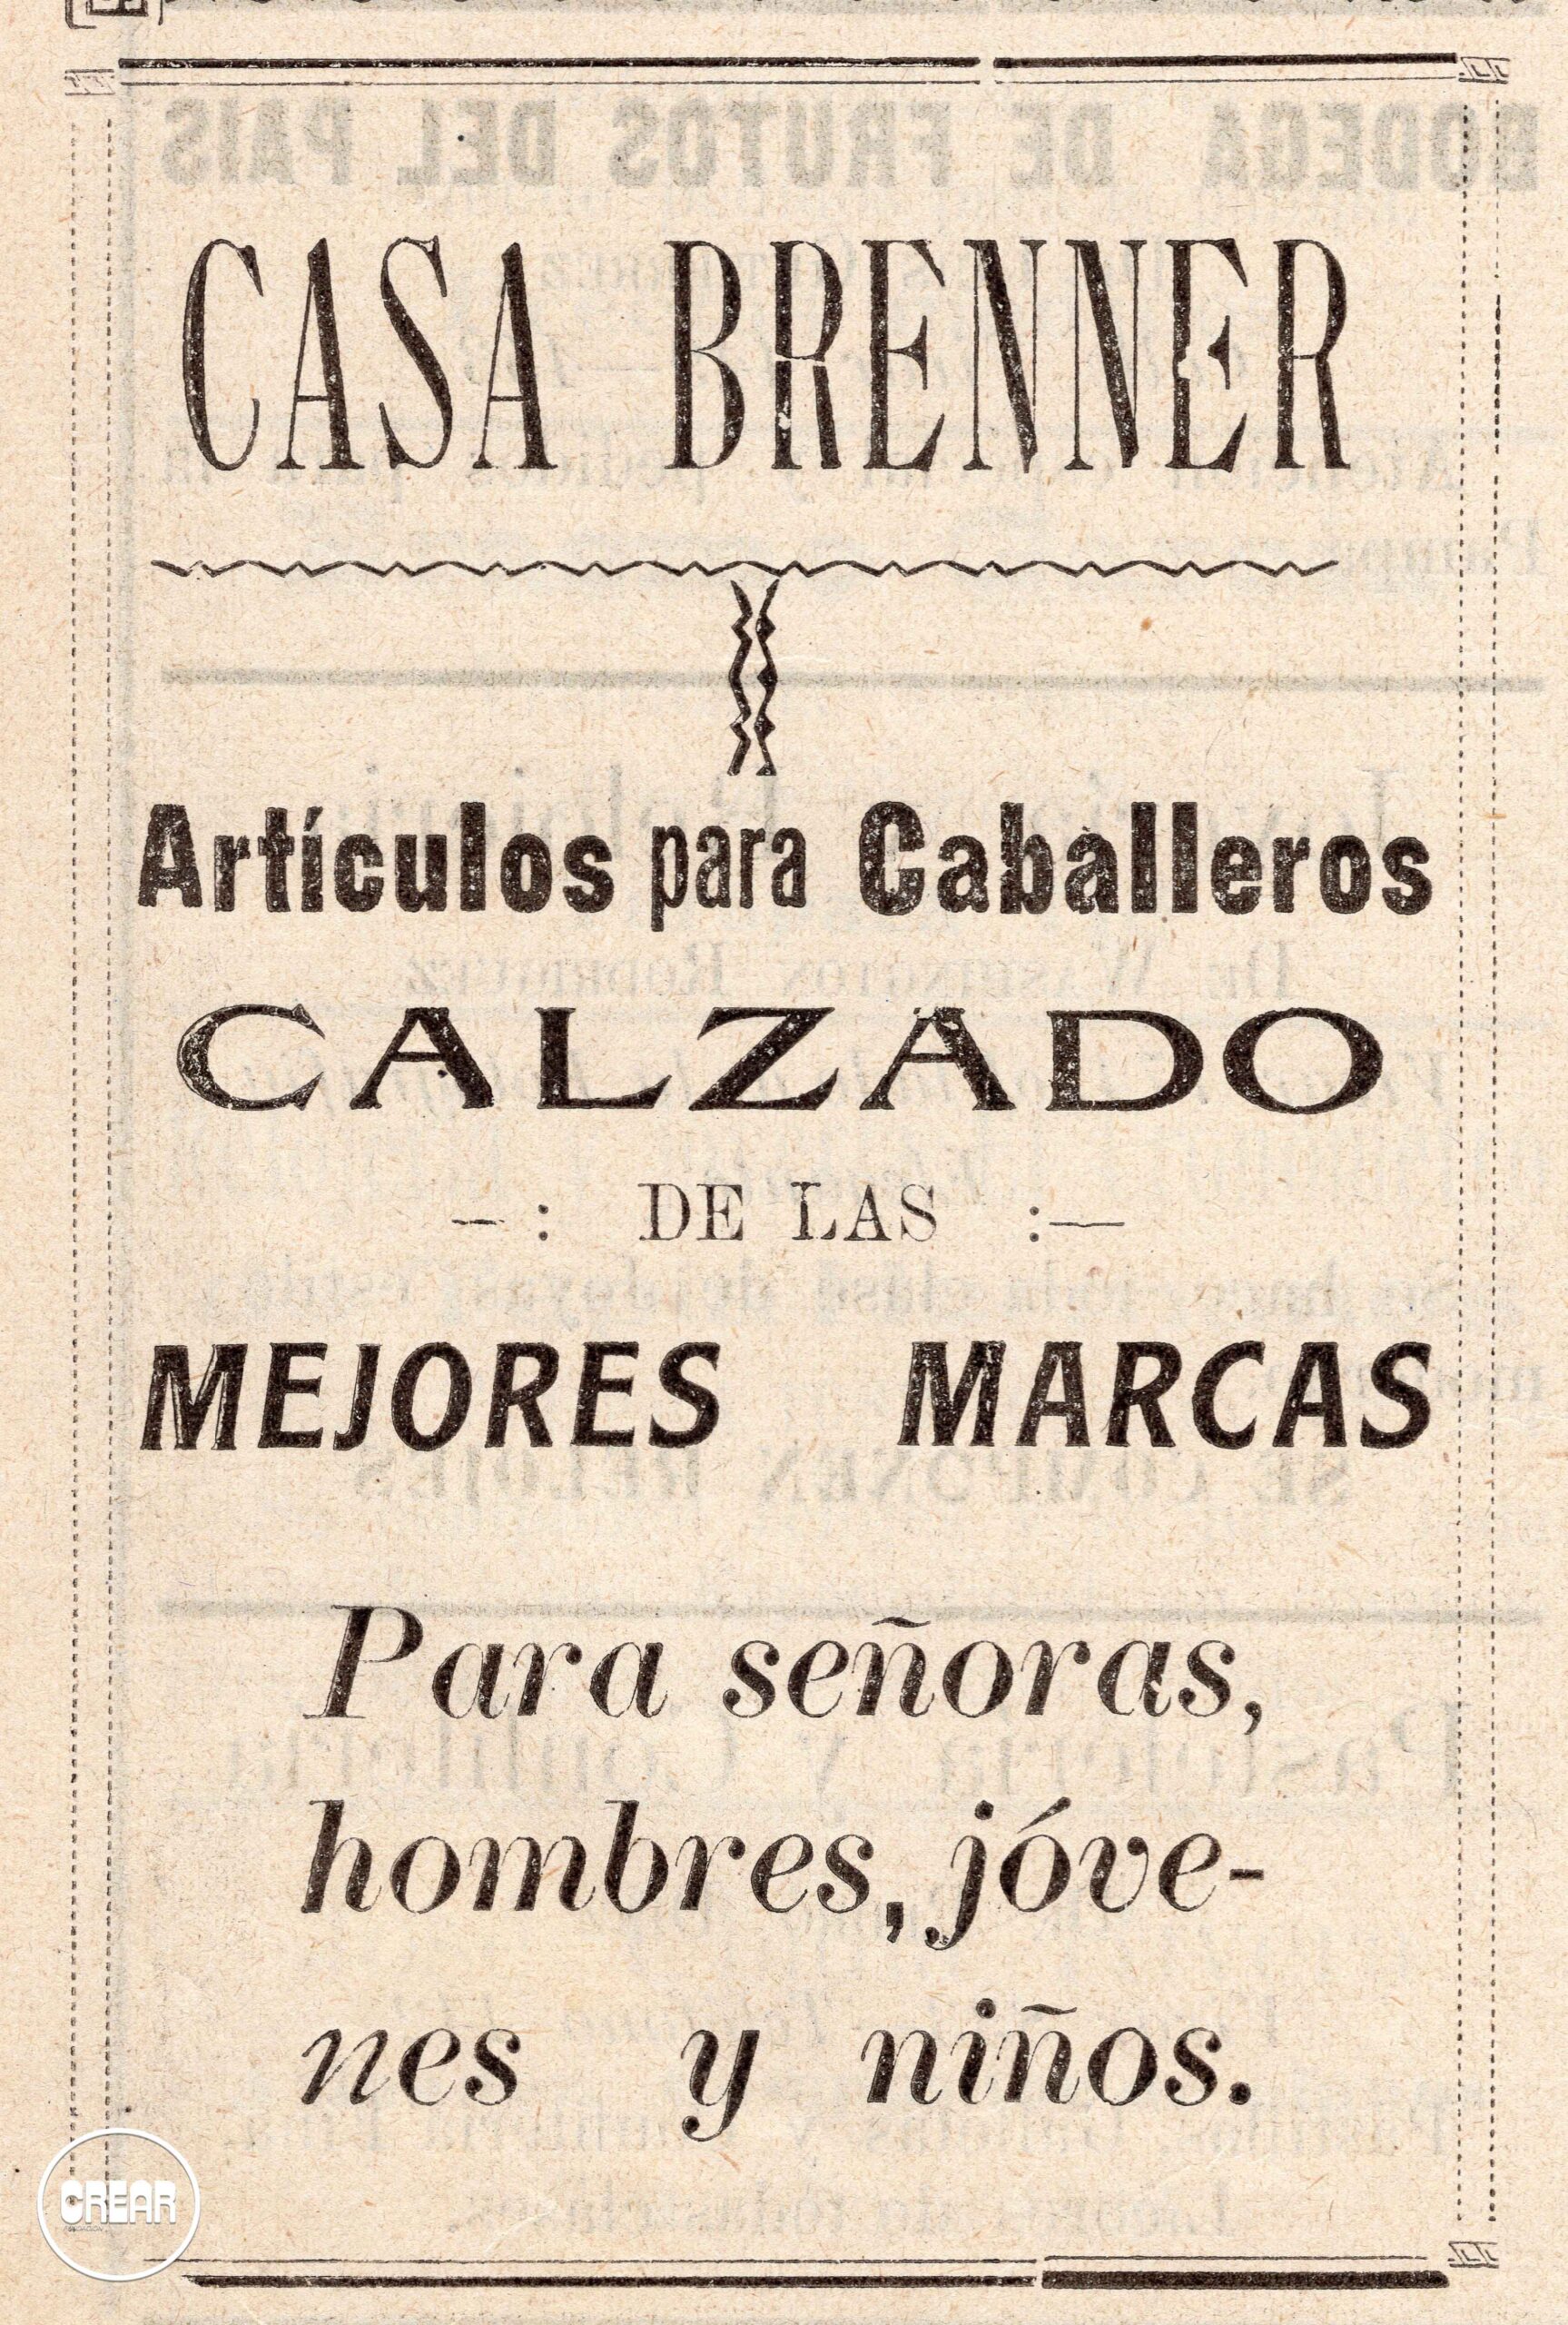 CASA BRENNER
Artículos para Caballeros
CALZADO
-: DE LAS :—
MEJORES MARCAS
Para señoras,
hombres, jóve-
nes y niños.
CREAR